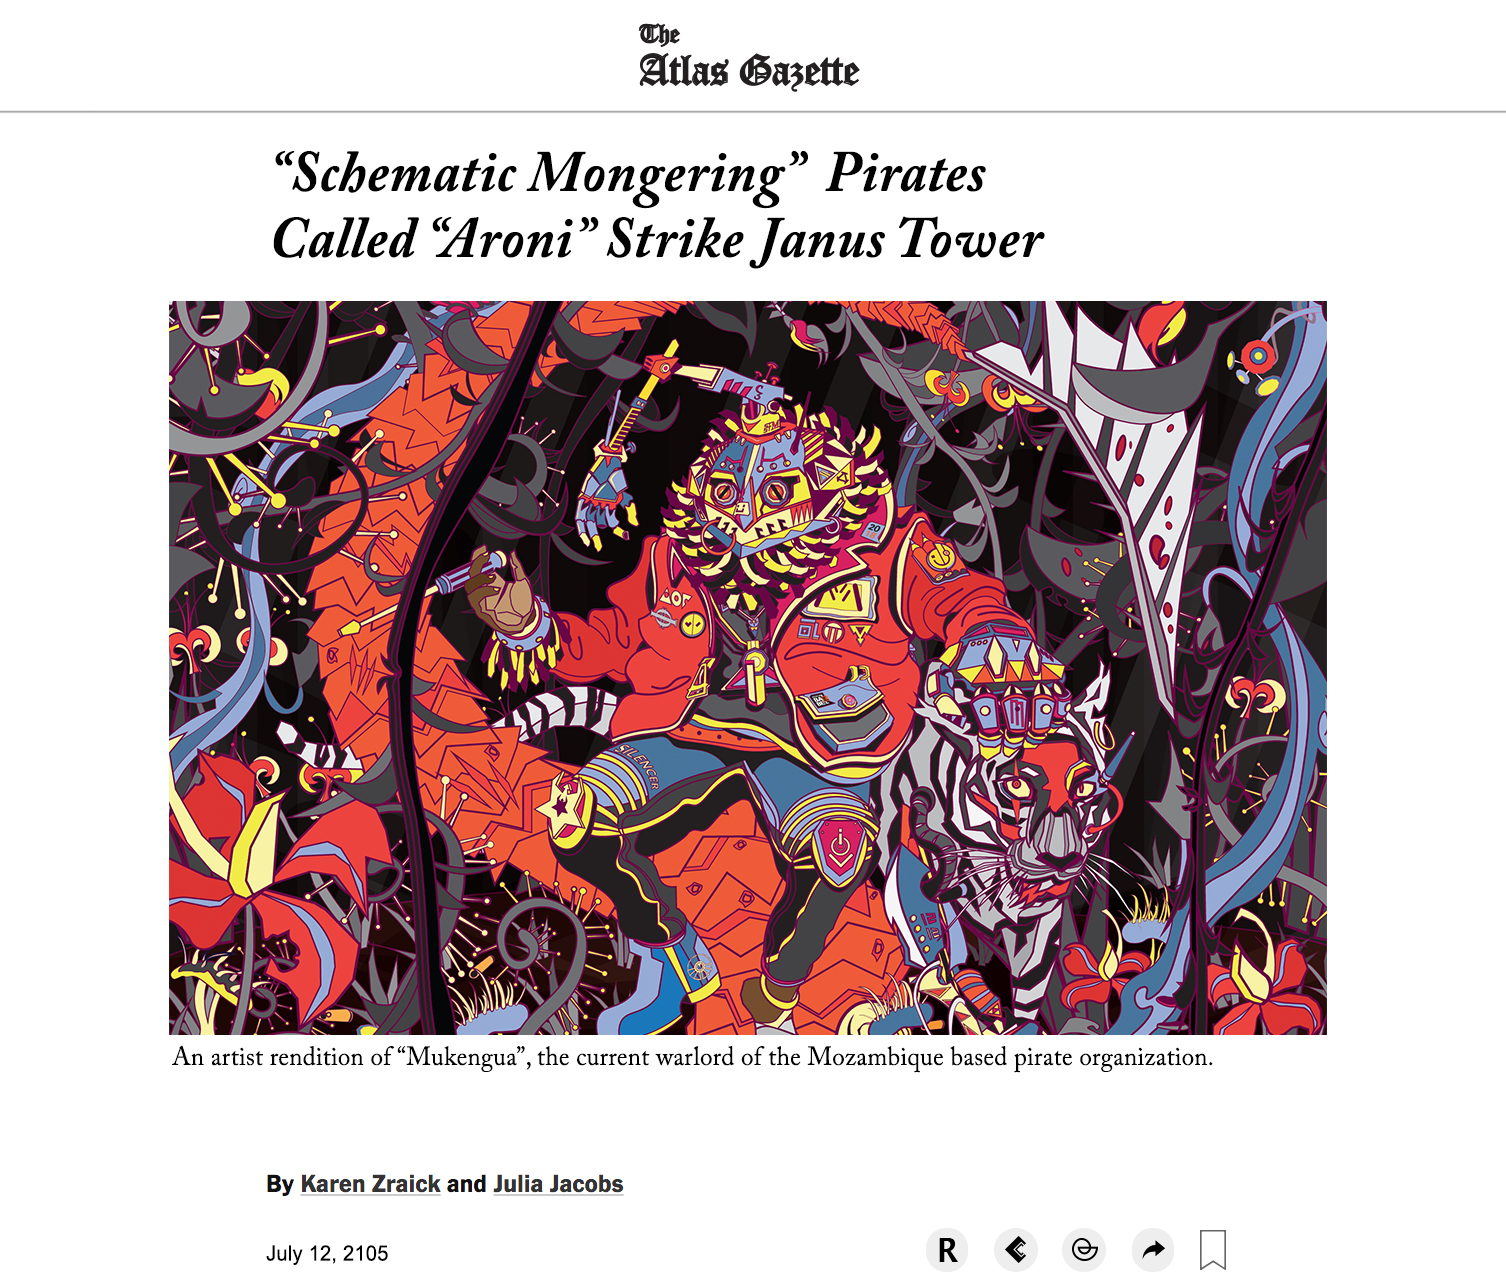 The
Atlas Gazette
“Schematic Mongering” Pirates
Called “Aroni” Strike Janus Tower
20
SILENCER
An artist rendition of “Mukengua”, the current warlord of the Mozambique based pirate organization.
By Karen Zraick and Julia Jacobs
July 12, 2105
R